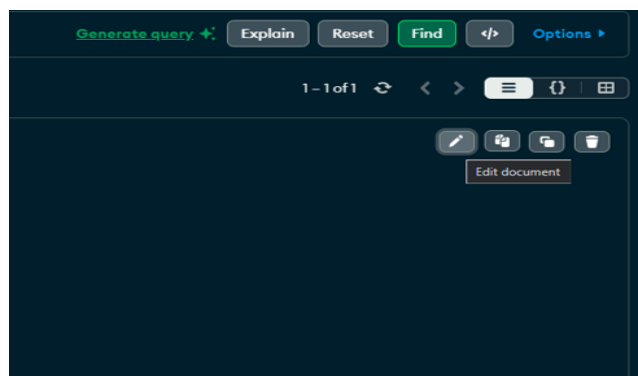 Generate query Explain Reset Find </> Options
1-1 of 1 {}
Edit document